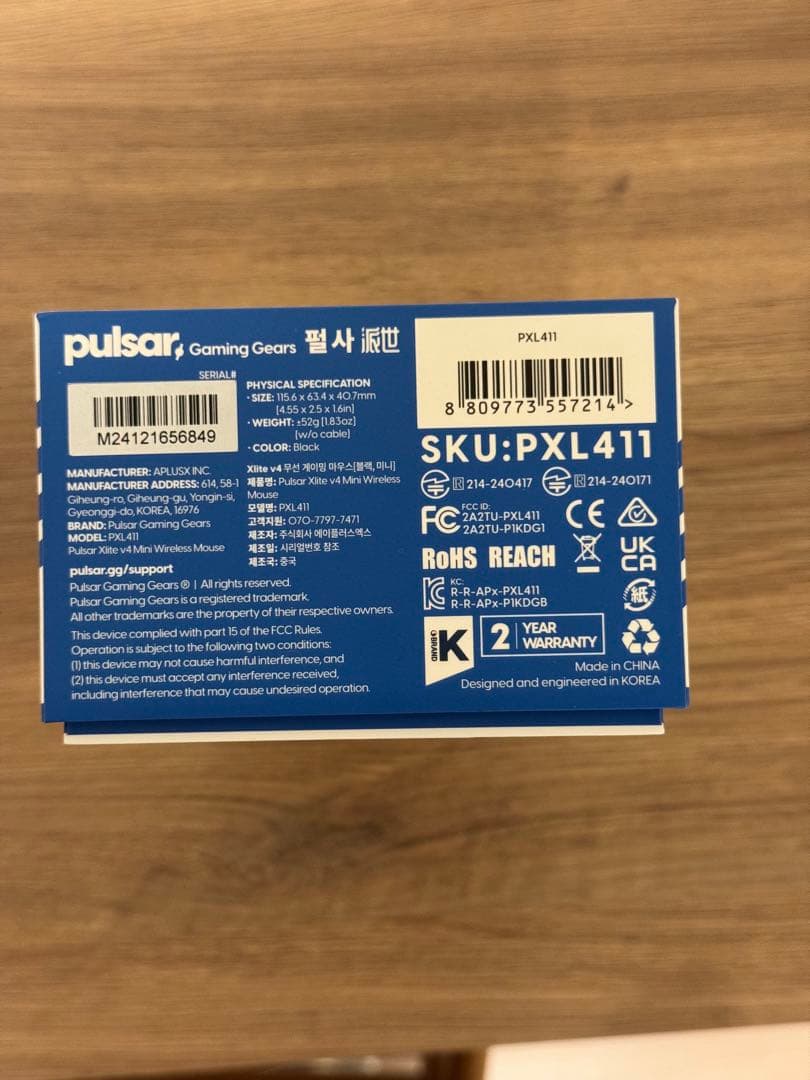 pulsar, Gaming Gears 펄사 派世
SERIAL#
M24121656849
PHYSICAL SPECIFICATION
· SIZE: 115.6 x 63.4 x 40.7mm
[4.55 x 2.5 x 1.6in]
· WEIGHT: ±52g [1.83oz]
[w/o cable]
· COLOR: Black
MANUFACTURER: APLUSX INC.
MANUFACTURER ADDRESS: 614, 58-1
Giheung-ro, Giheung-gu, Yongin-si,
Gyeonggi-do, KOREA, 16976
BRAND: Pulsar Gaming Gears
MODEL: PXL411
Pulsar Xlite v4 Mini Wireless Mouse
Xlite v4 무선 게이밍 마우스[블랙, 미니]
제품명: Pulsar Xlite v4 Mini Wireless
Mouse
모델명: PXL411
고객지원: 070-7797-7471
제조자: 주식회사 에이플러스엑스
제조일: 시리얼번호 참조
제조국: 중국
pulsar.gg/support
Pulsar Gaming Gears ® | All rights reserved.
Pulsar Gaming Gears is a registered trademark.
All other trademarks are the property of their respective owners.
This device complied with part 15 of the FCC Rules.
Operation is subject to the following two conditions:
(1) this device may not cause harmful interference, and
(2) this device must accept any interference received,
including interference that may cause undesired operation.
PXL411
8 809773 557214 >
SKU:PXL411
R 214-240417 R 214-240171
FC FCC ID:
2A2TU-PXL411
2A2TU-P1KDG1
CE
RoHS REACH
UK
CA
KC:
R-R-APx-PXL411
R-R-APx-P1KDGB
紙
K BRAND
2 YEAR
WARRANTY
Made in CHINA
Designed and engineered in KOREA